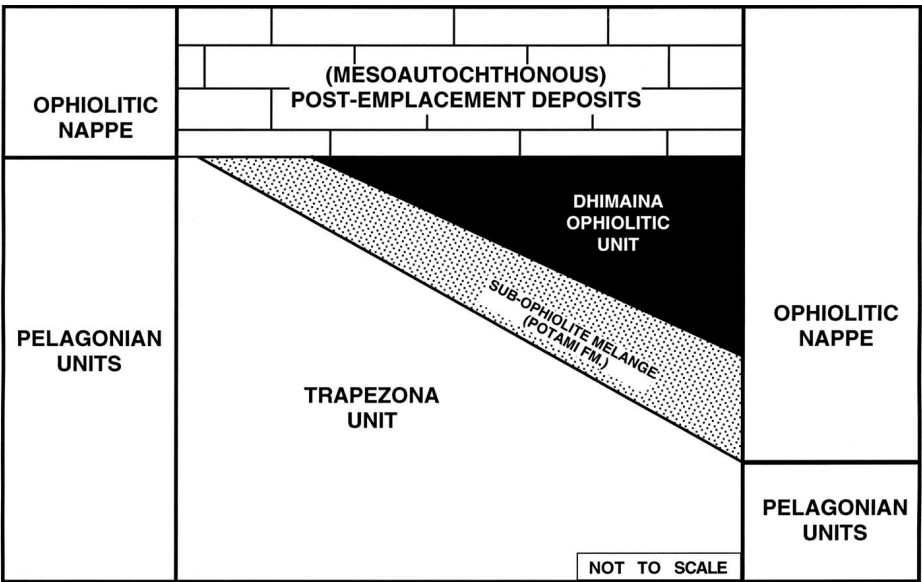 OPHIOLITIC
NAPPE
PELAGONIAN
UNITS
(MESOAUTOCHTHONOUS)
POST-EMPLACEMENT DEPOSITS
DHIMAINA
OPHIOLITIC
UNIT
SUB-OPHIOLITE MELANGE
(POTAMI FM.)
TRAPEZONA
UNIT
NOT TO SCALE
OPHIOLITIC
NAPPE
PELAGONIAN
UNITS